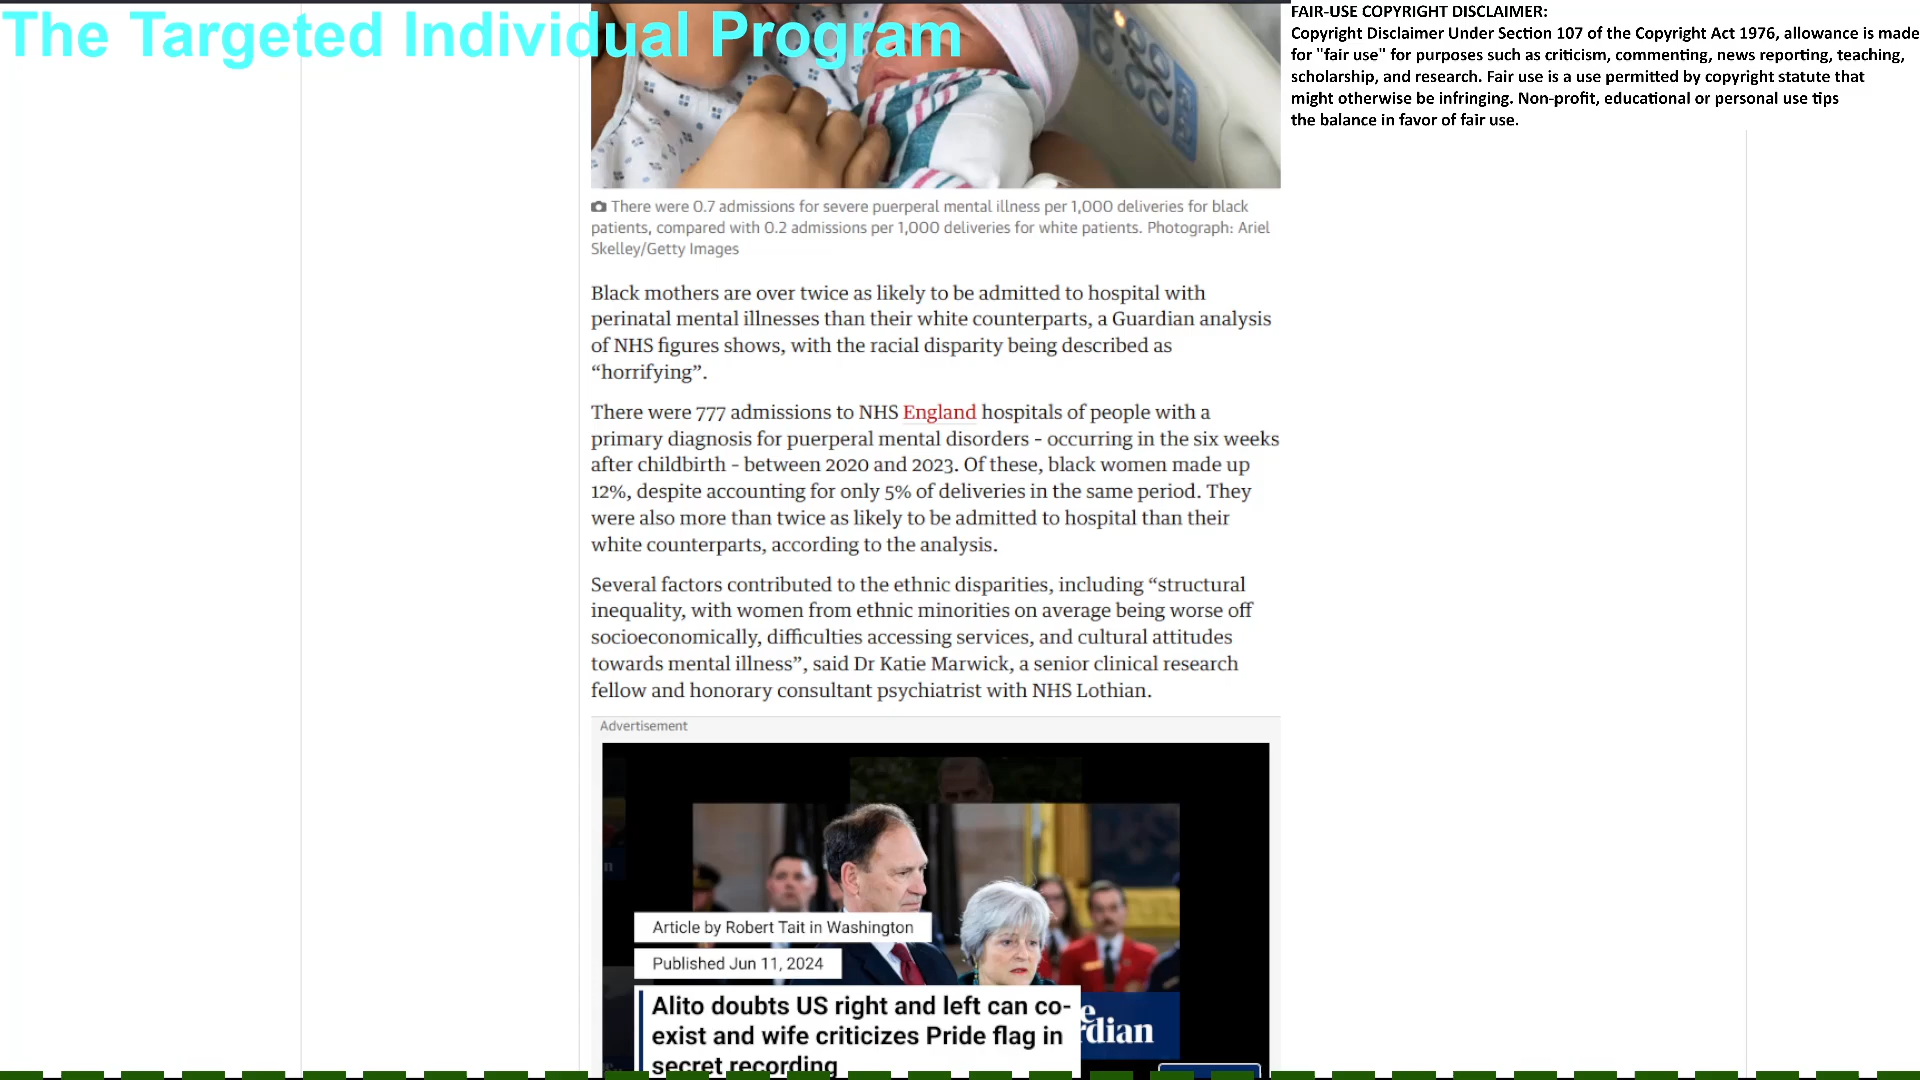 The Targeted Individual Program
FAIR-USE COPYRIGHT DISCLAIMER:
Copyright Disclaimer Under Section 107 of the Copyright Act 1976, allowance is made
for "fair use" for purposes such as criticism, commenting, news reporting, teaching,
scholarship, and research. Fair use is a use permitted by copyright statute that
might otherwise be infringing. Non-profit, educational or personal use tips
the balance in favor of fair use.
There were 0.7 admissions for severe puerperal mental illness per 1,000 deliveries for black
patients, compared with 0.2 admissions per 1,000 deliveries for white patients. Photograph: Ariel
Skelley/Getty Images
Black mothers are over twice as likely to be admitted to hospital with
perinatal mental illnesses than their white counterparts, a Guardian analysis
of NHS figures shows, with the racial disparity being described as
“horrifying”.
There were 777 admissions to NHS England hospitals of people with a
primary diagnosis for puerperal mental disorders – occurring in the six weeks
after childbirth – between 2020 and 2023. Of these, black women made up
12%, despite accounting for only 5% of deliveries in the same period. They
were also more than twice as likely to be admitted to hospital than their
white counterparts, according to the analysis.
Several factors contributed to the ethnic disparities, including “structural
inequality, with women from ethnic minorities on average being worse off
socioeconomically, difficulties accessing services, and cultural attitudes
towards mental illness”, said Dr Katie Marwick, a senior clinical research
fellow and honorary consultant psychiatrist with NHS Lothian.
Advertisement
Article by Robert Tait in Washington
Published Jun 11, 2024
Alito doubts US right and left can co-
exist and wife criticizes Pride flag in
secret recording
e
rdian